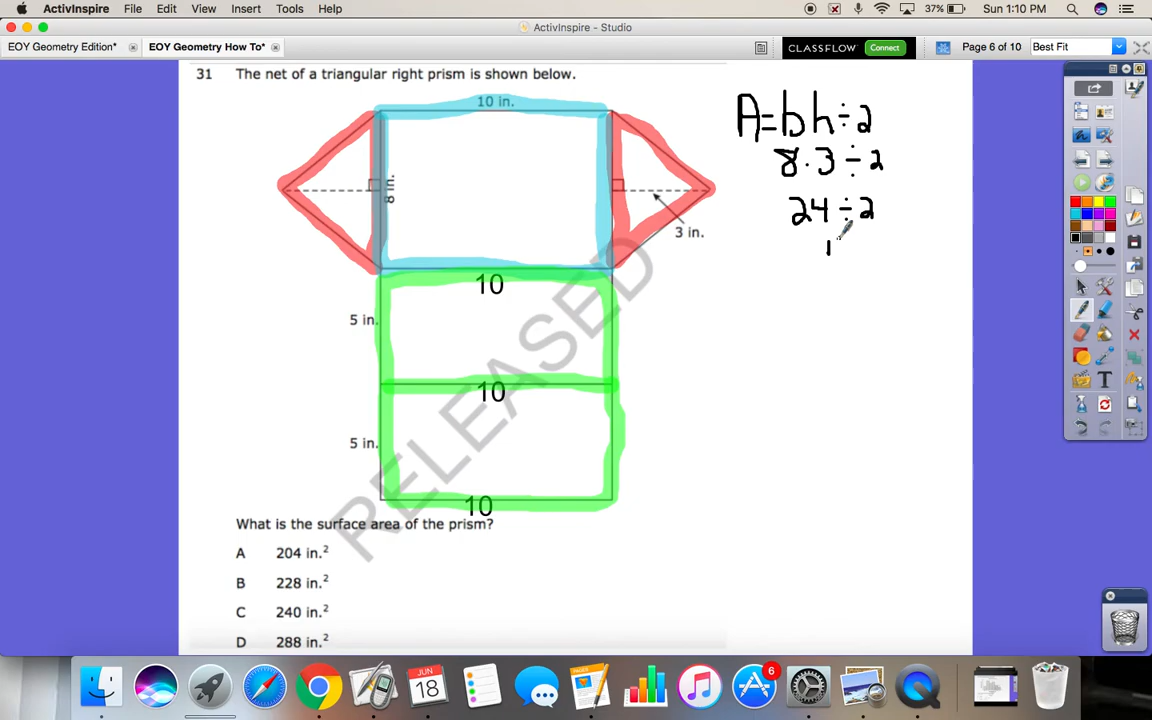 ActivInspire File Edit View Insert Tools Help 37% Sun 1:10 PM
ActivInspire - Studio
EOY Geometry Edition* EOY Geometry How To* CLASSFLOW Connect Page 6 of 10 Best Fit
31 The net of a triangular right prism is shown below.
10 in.
8 in.
3 in.
A=bh÷2
8·3÷2
24÷2
1
10
5 in.
10
5 in.
10
RELEASED
What is the surface area of the prism?
A 204 in.²
B 228 in.²
C 240 in.²
D 288 in.²
JUN
18
6